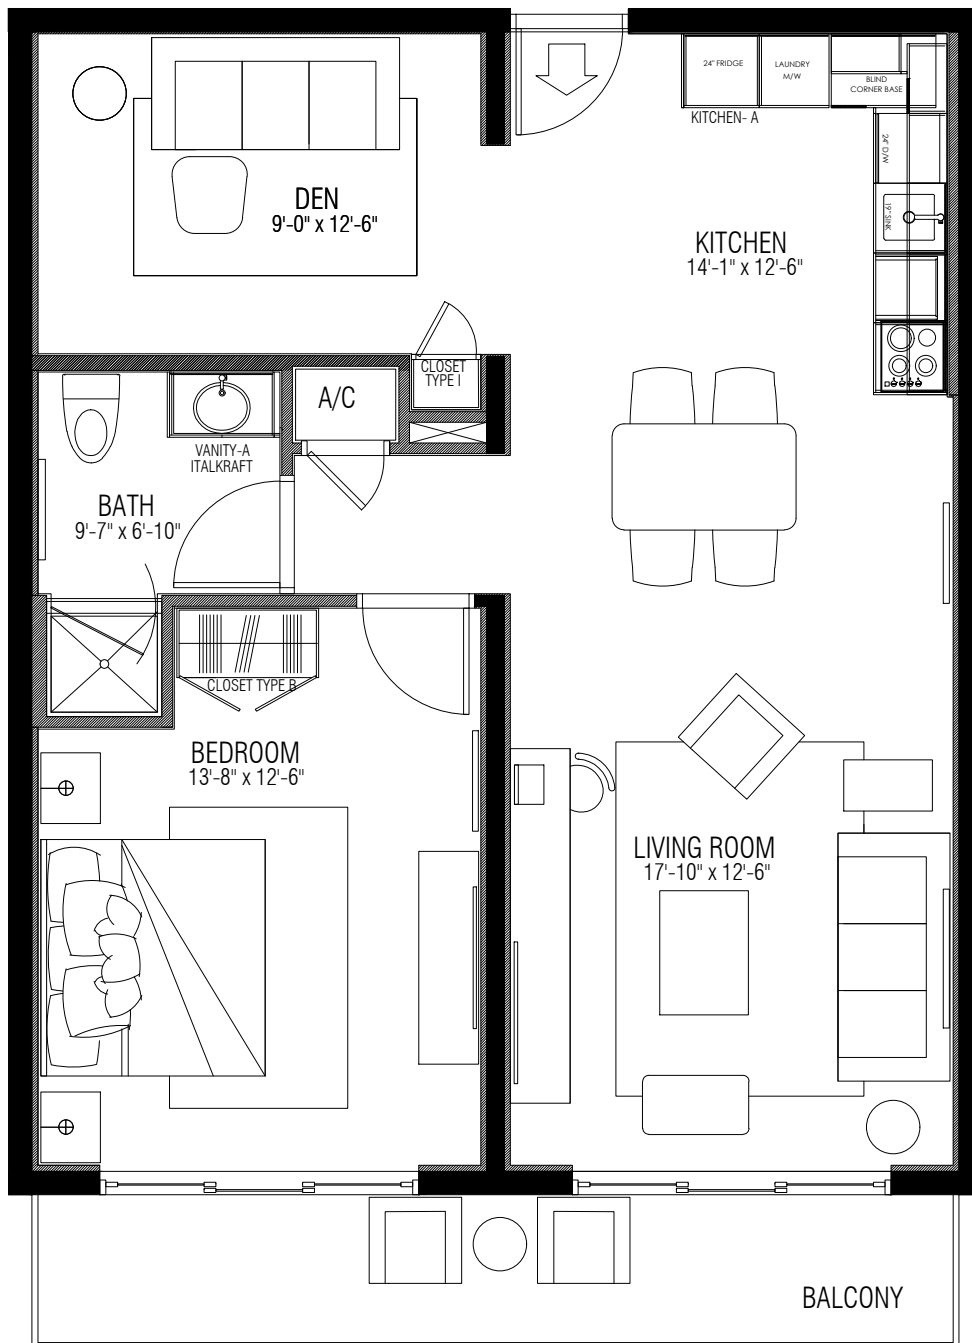 24" FRIDGE
LAUNDRY
M/W
BLIND
CORNER BASE
KITCHEN- A
24" D/W
19" SINK
DEN
9'-0" x 12'-6"
KITCHEN
14'-1" x 12'-6"
CLOSET
TYPE I
A/C
VANITY-A
ITALKRAFT
BATH
9'-7" x 6'-10"
CLOSET TYPE B
BEDROOM
13'-8" x 12'-6"
LIVING ROOM
17'-10" x 12'-6"
BALCONY